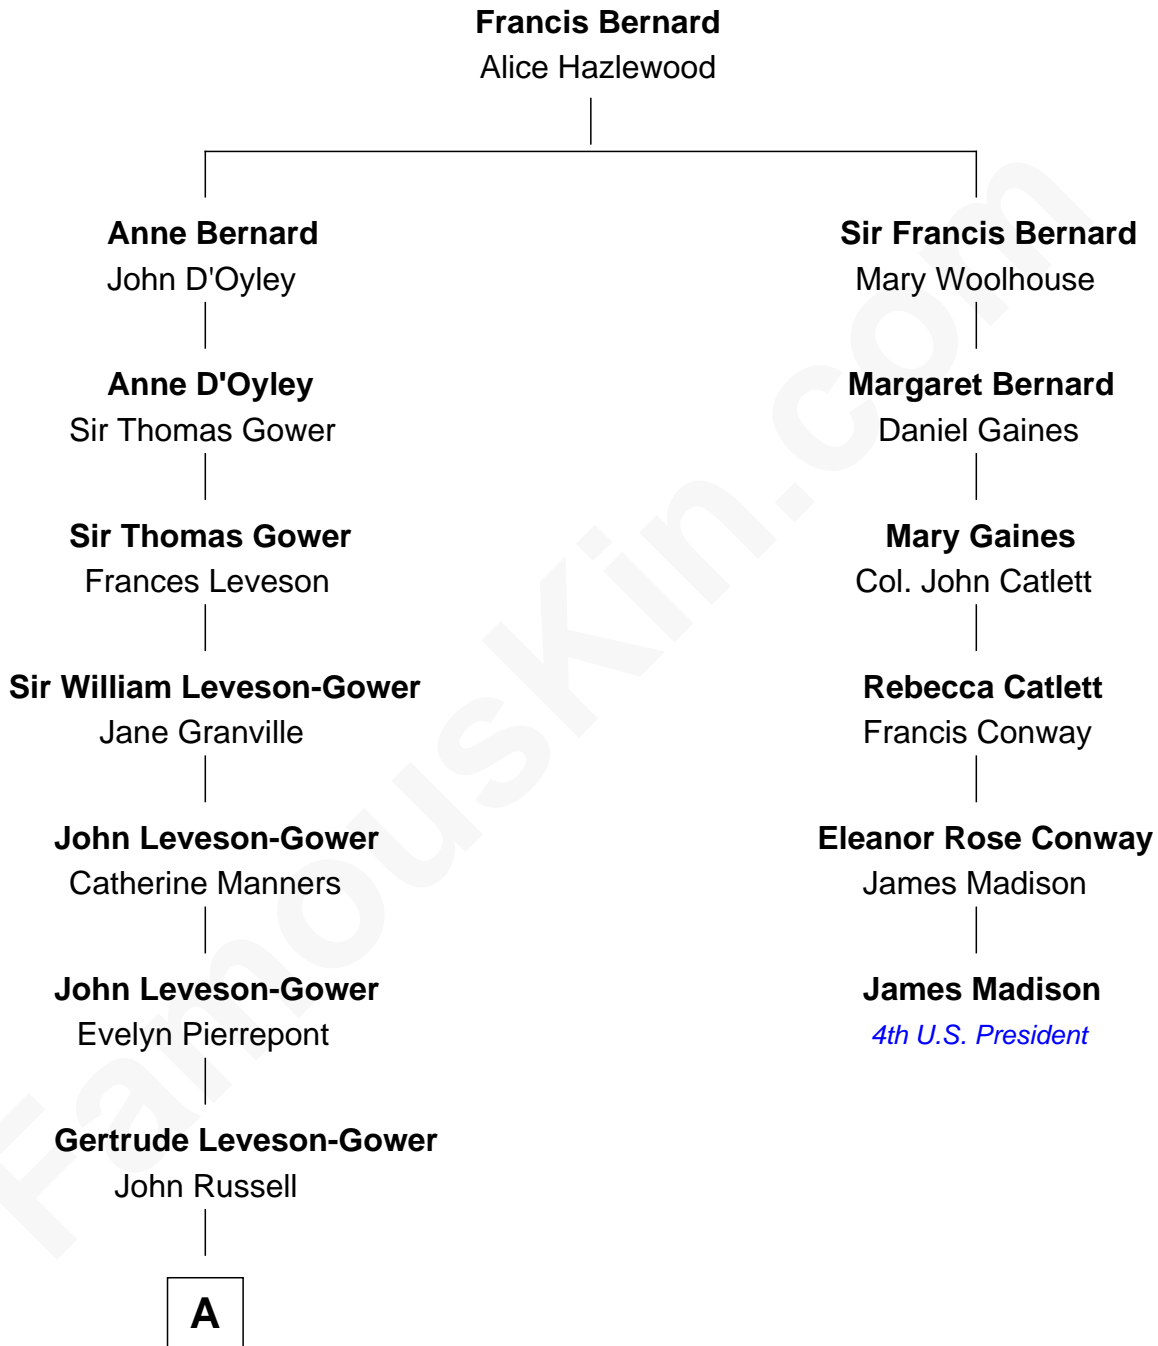 Francis Bernard
Alice Hazlewood
Anne Bernard
John D'Oyley
Sir Francis Bernard
Mary Woolhouse
Anne D'Oyley
Sir Thomas Gower
Margaret Bernard
Daniel Gaines
Sir Thomas Gower
Frances Leveson
Mary Gaines
Col. John Catlett
Sir William Leveson-Gower
Jane Granville
Rebecca Catlett
Francis Conway
John Leveson-Gower
Catherine Manners
Eleanor Rose Conway
James Madison
John Leveson-Gower
Evelyn Pierrepont
James Madison
4th U.S. President
Gertrude Leveson-Gower
John Russell
A
FamousKin.com